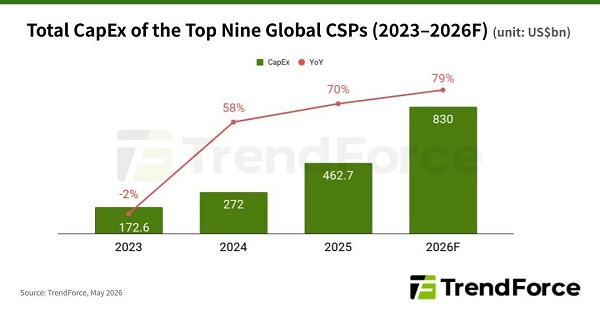 Total CapEx of the Top Nine Global CSPs (2023–2026F) (unit: US$bn)
CapEx YoY
TrendForce
-2% 58% 70% 79%
172.6 272 462.7 830
2023 2024 2025 2026F
Source: TrendForce, May 2026
TrendForce